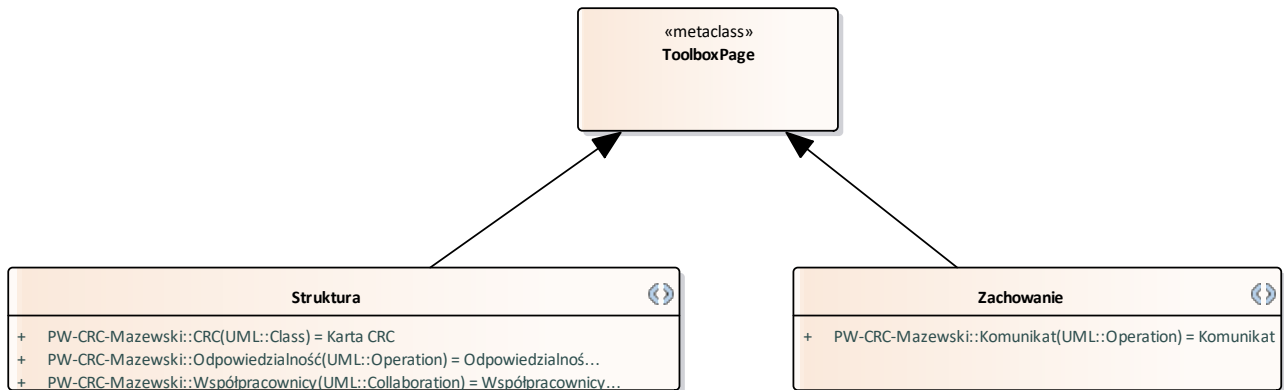 «metaclass»
ToolboxPage
Struktura
+ PW-CRC-Mazewski::CRC(UML::Class) = Karta CRC
+ PW-CRC-Mazewski::Odpowiedzialność(UML::Operation) = Odpowiedzialnoś...
+ PW-CRC-Mazewski::Współpracownicy(UML::Collaboration) = Współpracownicy...
Zachowanie
+ PW-CRC-Mazewski::Komunikat(UML::Operation) = Komunikat